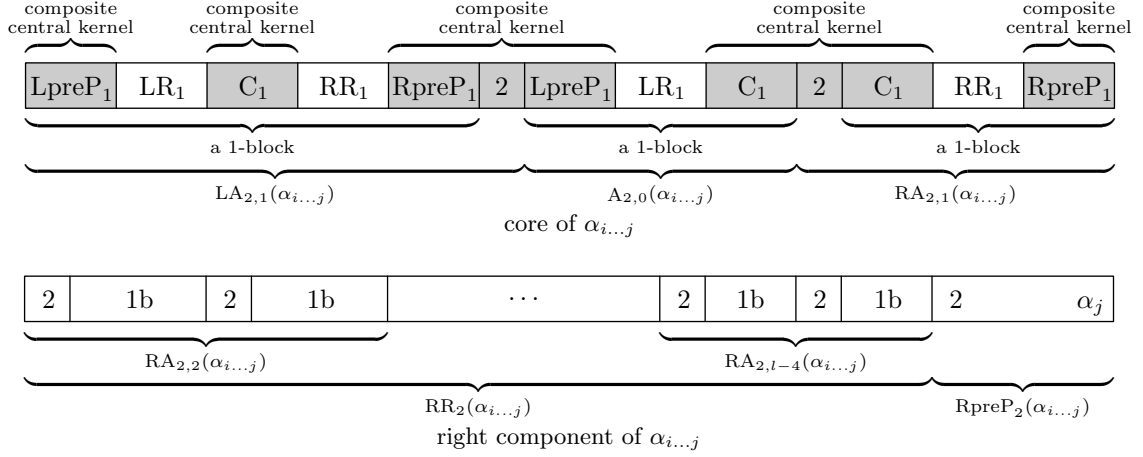 composite composite composite composite composite
central kernel central kernel central kernel central kernel central kernel
LpreP₁ LR₁ C₁ RR₁ RpreP₁ 2 LpreP₁ LR₁ C₁ 2 C₁ RR₁ RpreP₁
a 1-block a 1-block a 1-block
LA₂,₁(αᵢ…ⱼ) A₂,₀(αᵢ…ⱼ) RA₂,₁(αᵢ…ⱼ)
core of αᵢ…ⱼ
2 1b 2 1b ⋯ 2 1b 2 1b 2 αⱼ
RA₂,₂(αᵢ…ⱼ) RA₂,ₗ₋₄(αᵢ…ⱼ)
RR₂(αᵢ…ⱼ) RpreP₂(αᵢ…ⱼ)
right component of αᵢ…ⱼ